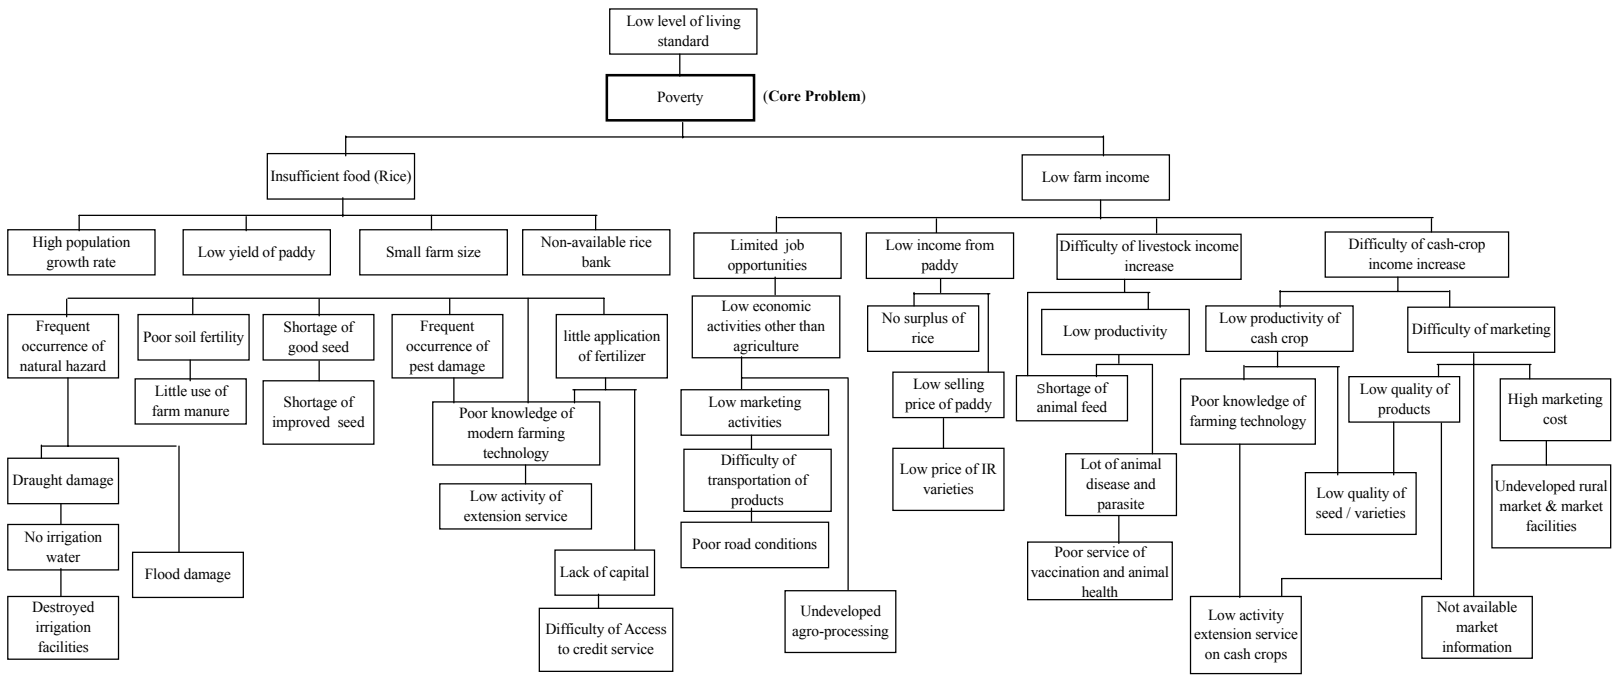 Low level of living
standard
Poverty
(Core Problem)
Insufficient food (Rice)
Low farm income
High population
growth rate
Low yield of paddy
Small farm size
Non-available rice
bank
Limited job
opportunities
Low income from
paddy
Difficulty of livestock income
increase
Difficulty of cash-crop
income increase
Frequent
occurrence of
natural hazard
Poor soil fertility
Shortage of
good seed
Frequent
occurrence of
pest damage
little application
of fertilizer
Low economic
activities other than
agriculture
No surplus of
rice
Low productivity
Low productivity of
cash crop
Difficulty of marketing
Little use of
farm manure
Shortage of
improved seed
Poor knowledge of
modern farming
technology
Low marketing
activities
Low selling
price of paddy
Shortage of
animal feed
Poor knowledge of
farming technology
Low quality of
products
High marketing
cost
Draught damage
Low activity of
extension service
Difficulty of
transportation of
products
Low price of IR
varieties
Lot of animal
disease and
parasite
Low quality of
seed / varieties
Undeveloped rural
market & market
facilities
No irrigation
water
Flood damage
Lack of capital
Poor road conditions
Poor service of
vaccination and animal
health
Destroyed
irrigation
facilities
Difficulty of Access
to credit service
Undeveloped
agro-processing
Low activity
extension service
on cash crops
Not available
market
information